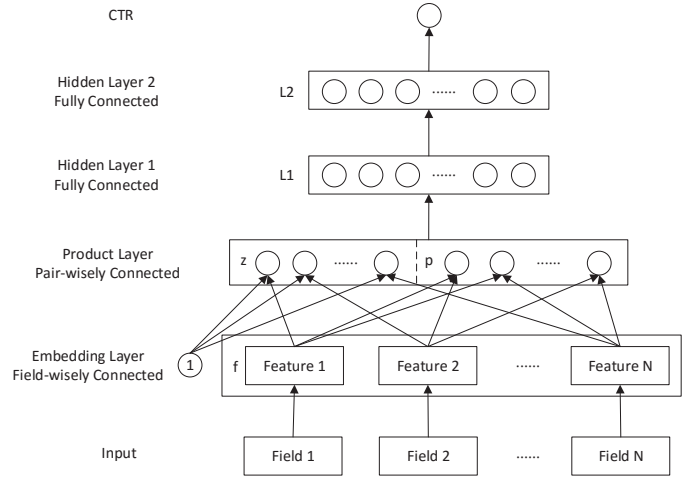 CTR
Hidden Layer 2
Fully Connected
L2
......
Hidden Layer 1
Fully Connected
L1
......
Product Layer
Pair-wisely Connected
z
......
p
......
Embedding Layer
Field-wisely Connected
1
f
Feature 1
Feature 2
......
Feature N
Input
Field 1
Field 2
......
Field N